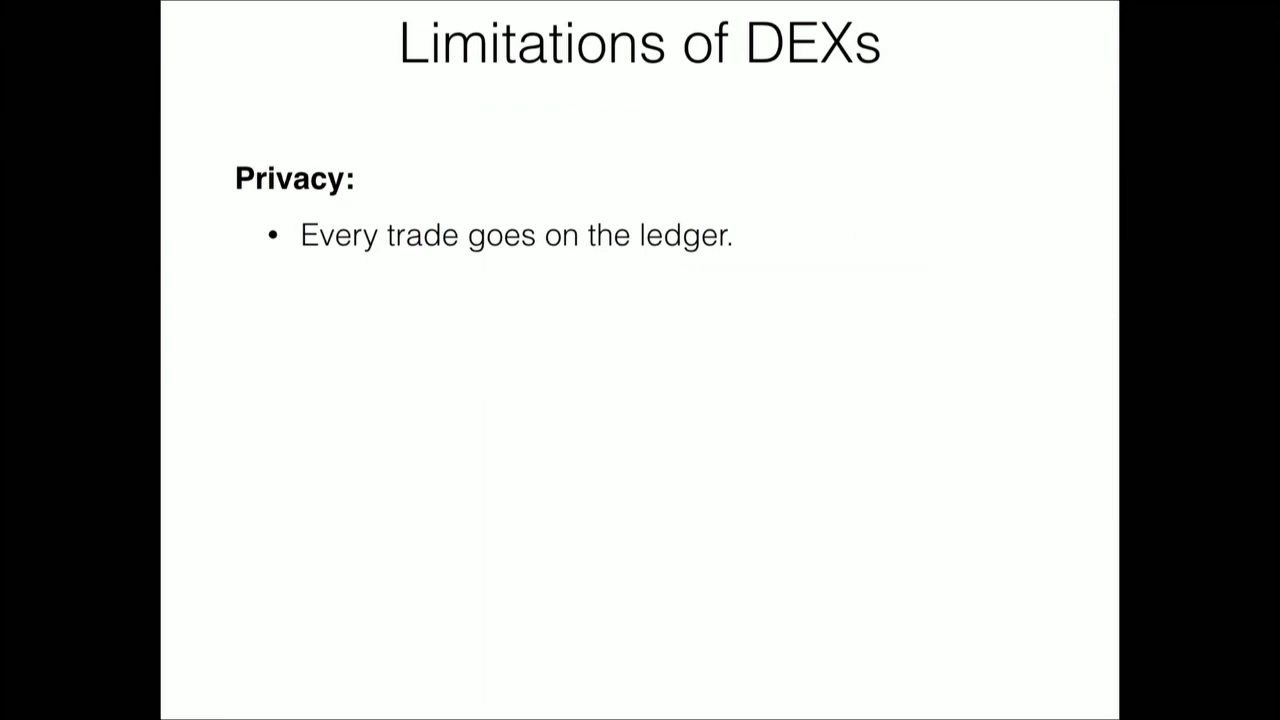 Limitations of DEXs
Privacy:
• Every trade goes on the ledger.